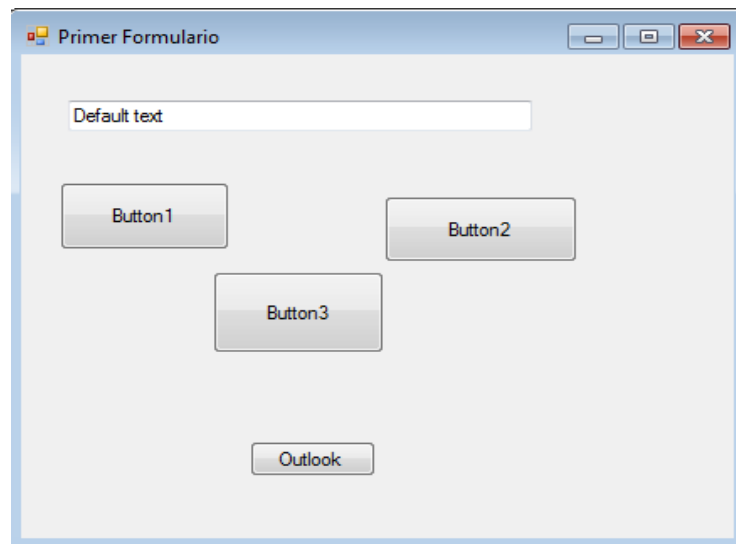 Primer Formulario
Default text
Button1
Button2
Button3
Outlook